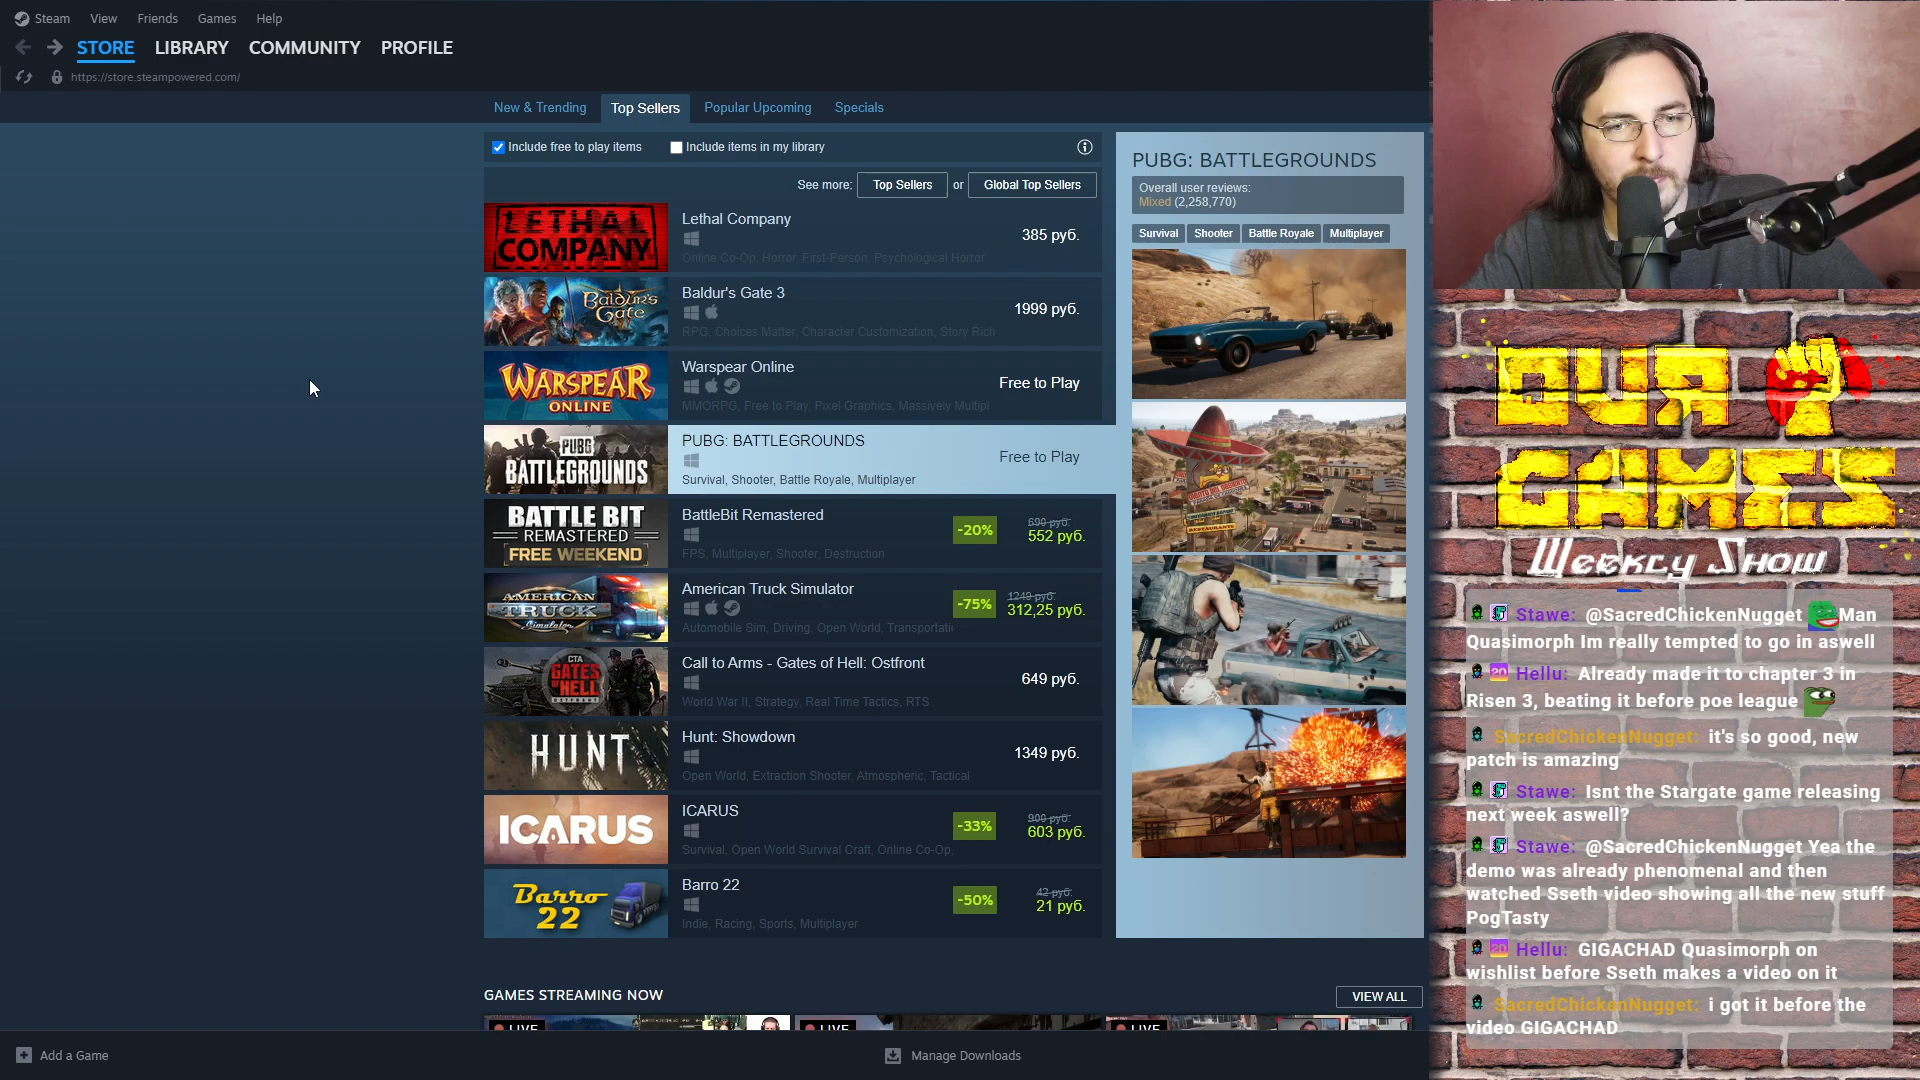 Steam View Friends Games Help
STORE LIBRARY COMMUNITY PROFILE
https://store.steampowered.com/
New & Trending Top Sellers Popular Upcoming Specials
Include free to play items Include items in my library
See more: Top Sellers or Global Top Sellers
LETHAL COMPANY
Lethal Company
385 руб.
Online Co-Op, Horror, First-Person, Psychological Horror
Baldur's Gate
Baldur's Gate 3
1999 руб.
RPG, Choices Matter, Character Customization, Story Rich
WARSPEAR ONLINE
Warspear Online
Free to Play
MMORPG, Free to Play, Pixel Graphics, Massively Multipl
PUBG BATTLEGROUNDS
PUBG: BATTLEGROUNDS
Free to Play
Survival, Shooter, Battle Royale, Multiplayer
BATTLE BIT REMASTERED FREE WEEKEND
BattleBit Remastered
-20% 690 руб. 552 руб.
FPS, Multiplayer, Shooter, Destruction
AMERICAN TRUCK Simulator
American Truck Simulator
-75% 1249 руб. 312,25 руб.
Automobile Sim, Driving, Open World, Transportati
CTA GATES OF HELL OSTFRONT
Call to Arms - Gates of Hell: Ostfront
649 руб.
World War II, Strategy, Real Time Tactics, RTS
HUNT
Hunt: Showdown
1349 руб.
Open World, Extraction Shooter, Atmospheric, Tactical
ICARUS
ICARUS
-33% 900 руб. 603 руб.
Survival, Open World Survival Craft, Online Co-Op,
Barro 22
Barro 22
-50% 42 руб. 21 руб.
Indie, Racing, Sports, Multiplayer
PUBG: BATTLEGROUNDS
Overall user reviews:
Mixed (2,258,770)
Survival Shooter Battle Royale Multiplayer
GAMES STREAMING NOW VIEW ALL
LIVE LIVE LIVE
Add a Game Manage Downloads
OUR
GAMES
Weekly Show
Stawe: @SacredChickenNugget Man
Quasimorph Im really tempted to go in aswell
Hellu: Already made it to chapter 3 in
Risen 3, beating it before poe league
SacredChickenNugget: it's so good, new
patch is amazing
Stawe: Isnt the Stargate game releasing
next week aswell?
Stawe: @SacredChickenNugget Yea the
demo was already phenomenal and then
watched Sseth video showing all the new stuff
PogTasty
Hellu: GIGACHAD Quasimorph on
wishlist before Sseth makes a video on it
SacredChickenNugget: i got it before the
video GIGACHAD